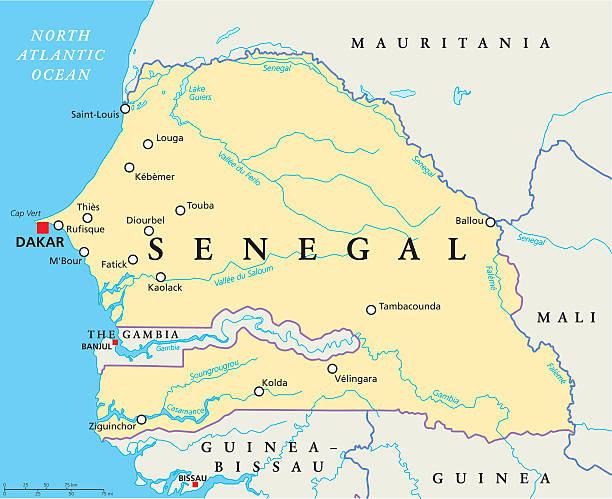 NORTH
ATLANTIC
OCEAN
MAURITANIA
Senegal
Lake
Guiers
Saint-Louis
Louga
Vallée du Ferlo
Senegal
Kébèmer
Cap Vert
Thiès
Touba
Rufisque
Diourbel
Ballou
DAKAR
SENEGAL
Senegal
M'Bour
Fatick
Vallée du Saloum
Falémé
Kaolack
Tambacounda
MALI
THE GAMBIA
BANJUL
Gambia
Soungrougrou
Vélingara
Falémé
Kolda
Gambia
Casamance
Ziguinchor
GUINEA–
BISSAU
GUINEA
BISSAU
0 25 50 75 km
0 25 50 75 mi